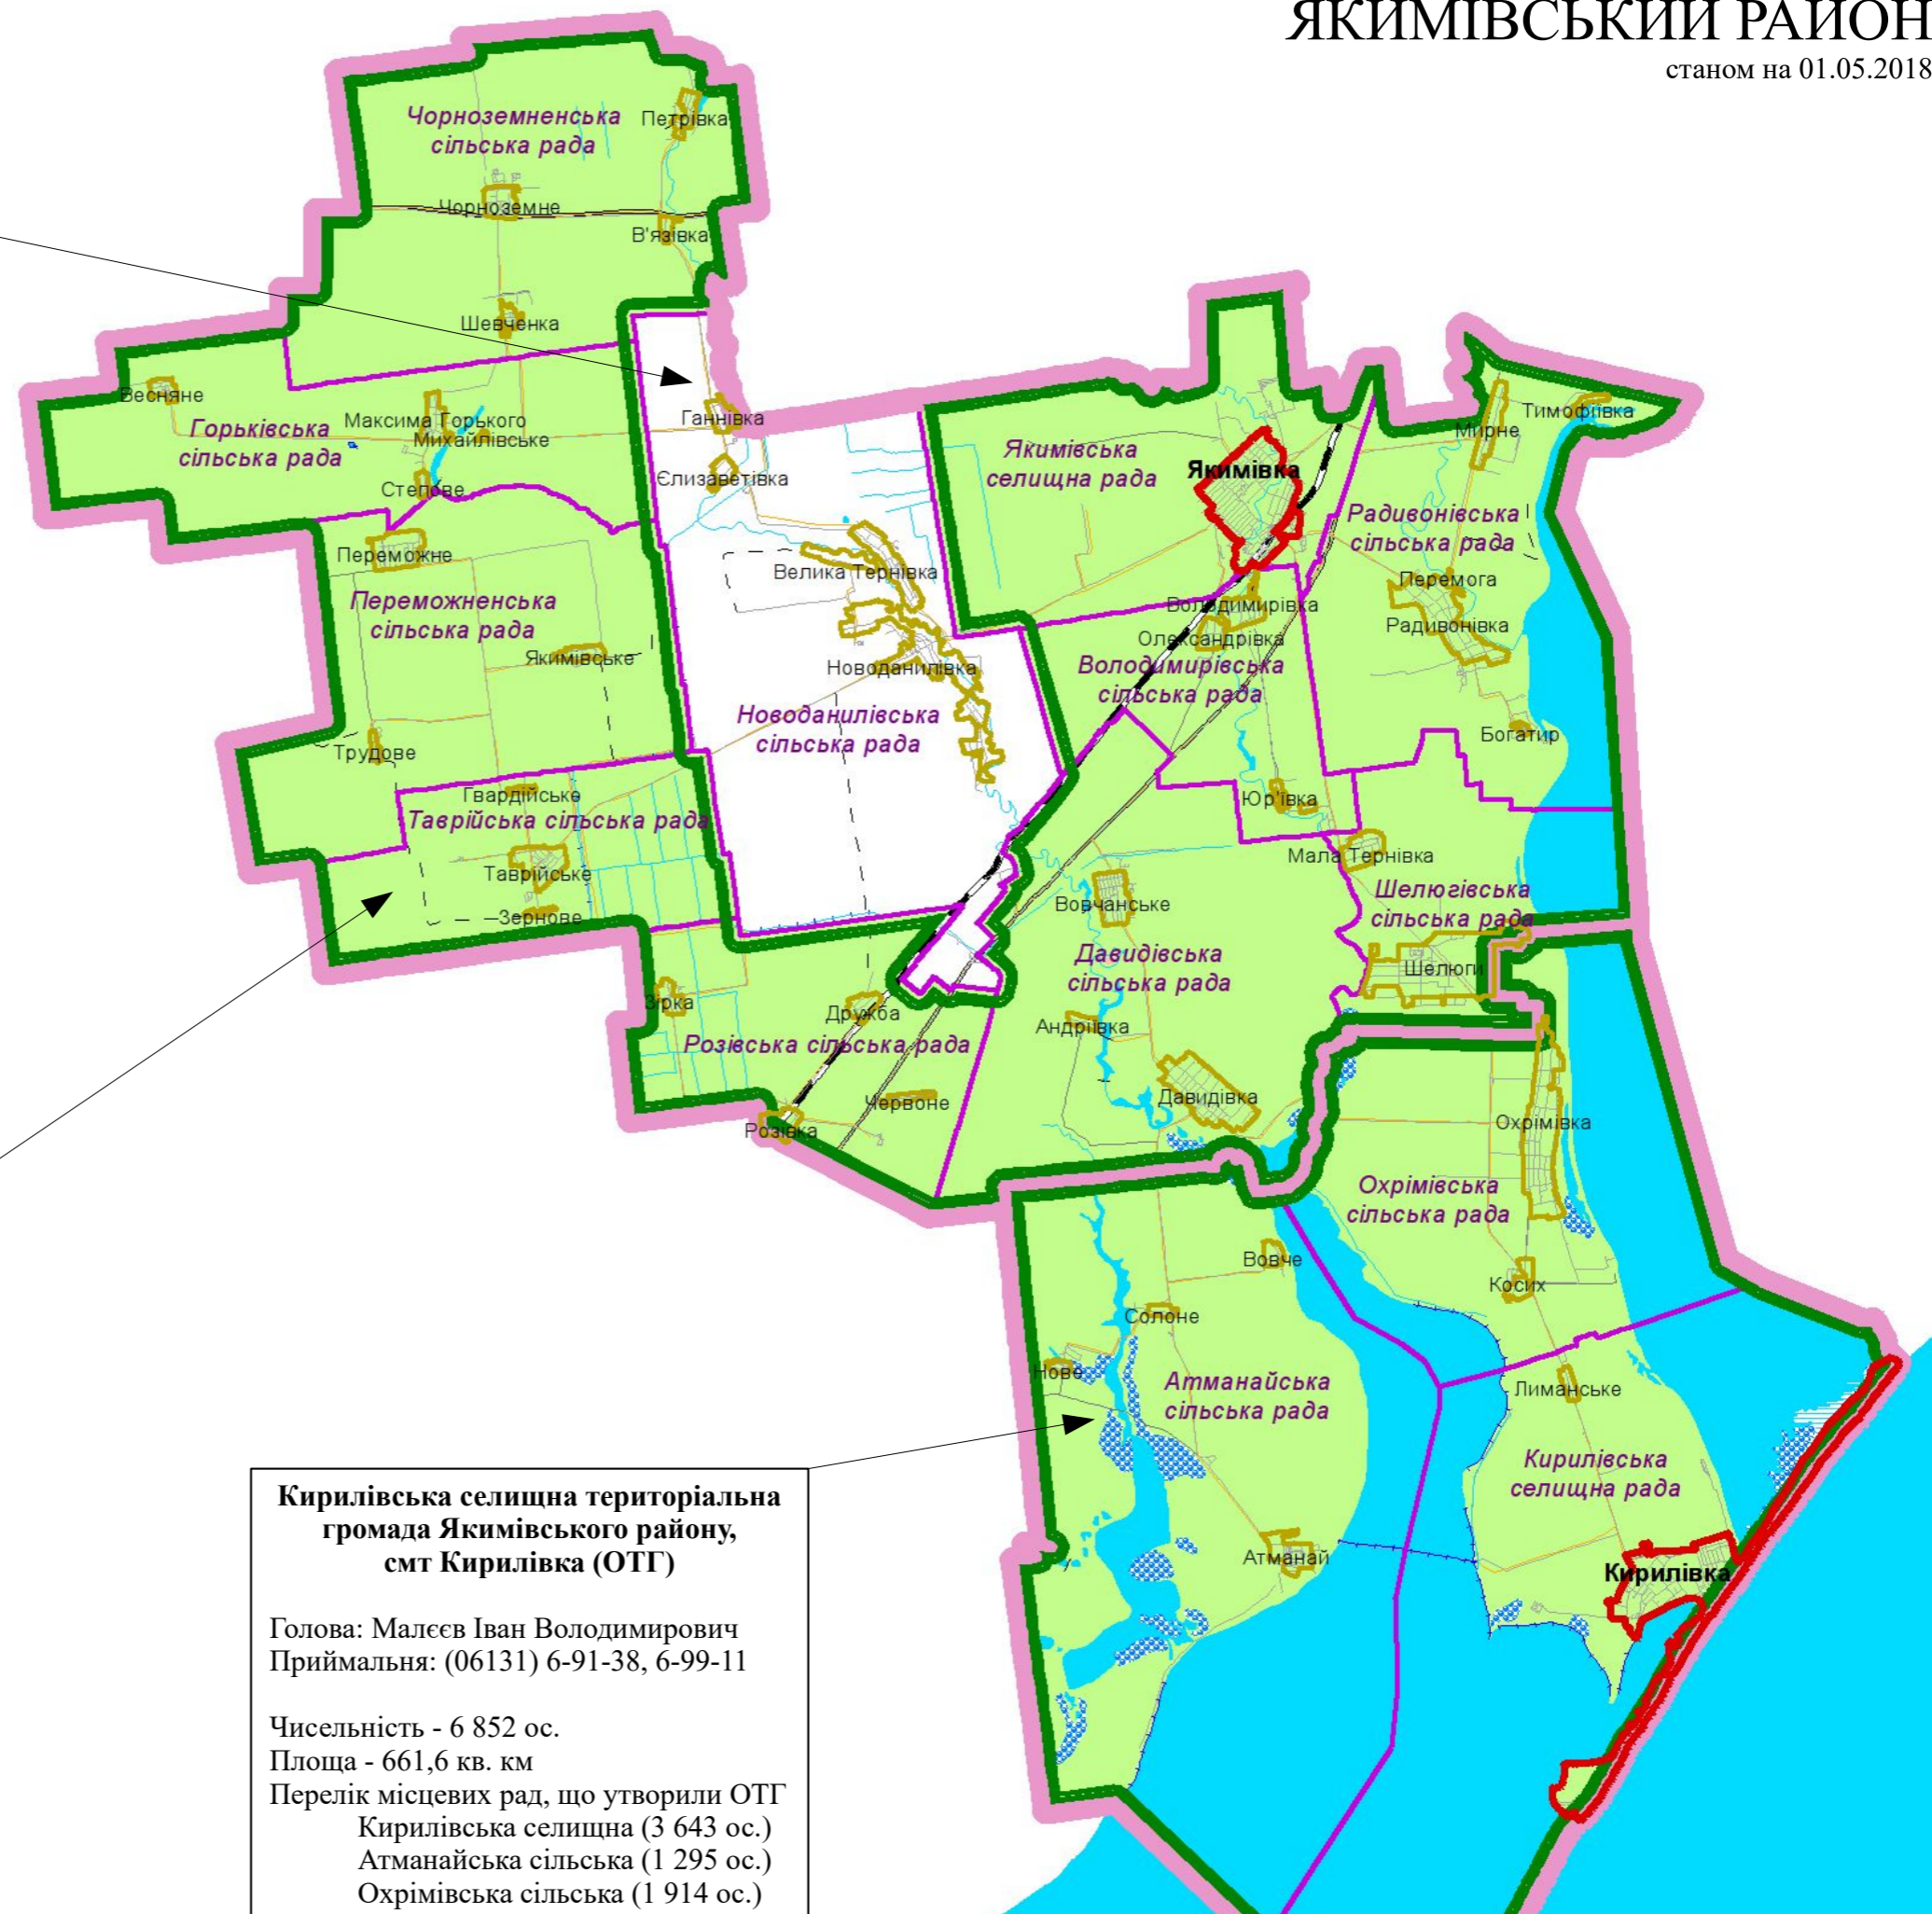 ЯКИМІВСЬКИЙ РАЙОН
станом на 01.05.2018
Чорноземненська
сільська рада
Петрівка
Чорноземне
В'язівка
Шевченка
Весняне
Горьківська
сільська рада
Максима Горького
Михайлівське
Степове
Ганнівка
Єлизаветівка
Якимівська
селищна рада
Якимівка
Тимофіївка
Мирне
Радивонівська
сільська рада
Переможне
Переможненська
сільська рада
Якимівське
Трудове
Велика Тернівка
Новоданилівка
Новоданилівська
сільська рада
Володимирівка
Олександрівка
Володимирівська
сільська рада
Перемога
Радивонівка
Богатир
Гвардійське
Таврійська сільська рада
Таврійське
Зернове
Юр'ївка
Мала Тернівка
Шелюгівська
сільська рада
Шелюги
Вовчанське
Давидівська
сільська рада
Андріївка
Давидівка
Зірка
Дружба
Розівська сільська рада
Червоне
Розівка
Охрімівка
Охрімівська
сільська рада
Косих
Вовче
Солоне
Нове
Атманайська
сільська рада
Атманай
Лиманське
Кирилівська
селищна рада
Кирилівка
Кирилівська селищна територіальна
громада Якимівського району,
смт Кирилівка (ОТГ)
Голова: Малєєв Іван Володимирович
Приймальня: (06131) 6-91-38, 6-99-11
Чисельність - 6 852 ос.
Площа - 661,6 кв. км
Перелік місцевих рад, що утворили ОТГ
Кирилівська селищна (3 643 ос.)
Атманайська сільська (1 295 ос.)
Охрімівська сільська (1 914 ос.)